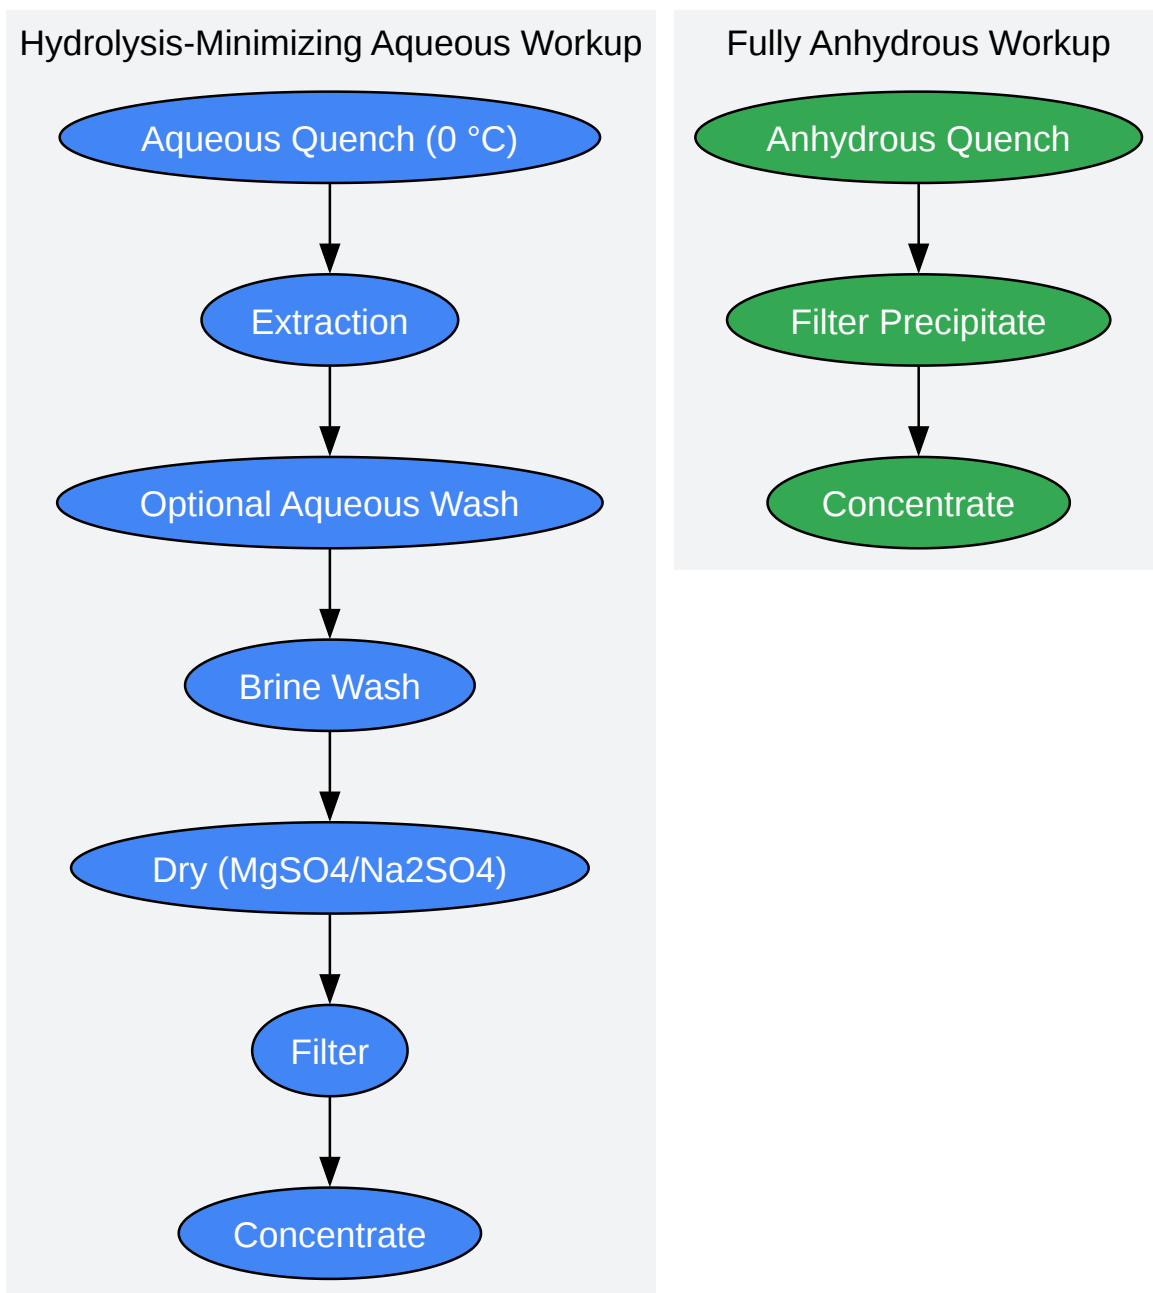 Hydrolysis-Minimizing Aqueous Workup
Aqueous Quench (0 °C)
Extraction
Optional Aqueous Wash
Brine Wash
Dry (MgSO4/Na2SO4)
Filter
Concentrate
Fully Anhydrous Workup
Anhydrous Quench
Filter Precipitate
Concentrate